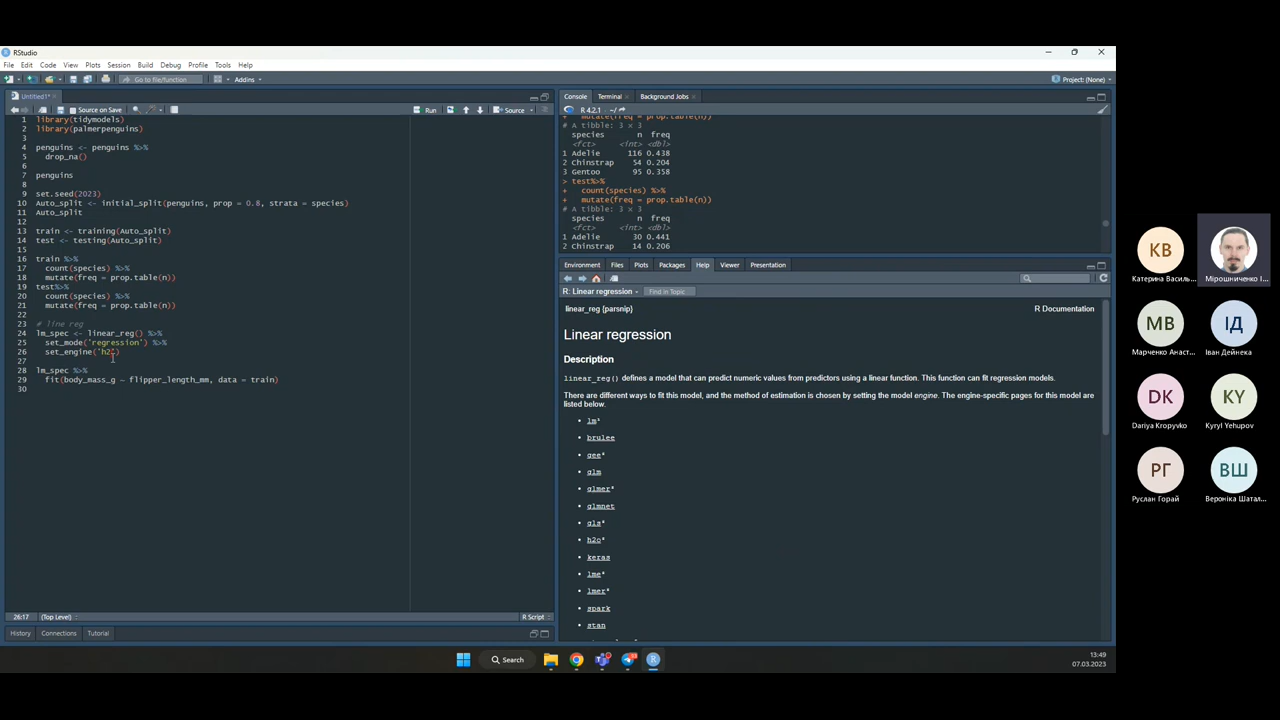 RStudio
File Edit Code View Plots Session Build Debug Profile Tools Help
Go to file/function
Addins
Project: (None)
Untitled1*
Source on Save
Run
Source
1 library(tidymodels)
2 library(palmerpenguins)
3
4 penguins <- penguins %>%
5 drop_na()
6
7 penguins
8
9 set.seed(2023)
10 Auto_split <- initial_split(penguins, prop = 0.8, strata = species)
11 Auto_split
12
13 train <- training(Auto_split)
14 test <- testing(Auto_split)
15
16 train %>%
17 count(species) %>%
18 mutate(freq = prop.table(n))
19 test%>%
20 count(species) %>%
21 mutate(freq = prop.table(n))
22
23 # line reg
24 lm_spec <- linear_reg() %>%
25 set_mode('regression') %>%
26 set_engine('h2')
27
28 lm_spec %>%
29 fit(body_mass_g ~ flipper_length_mm, data = train)
30
26:17 (Top Level) R Script
History Connections Tutorial
Console Terminal Background Jobs
R 4.2.1 · ~/
+ mutate(freq = prop.table(n))
# A tibble: 3 × 3
species n freq
<fct> <int> <dbl>
1 Adelie 116 0.438
2 Chinstrap 54 0.204
3 Gentoo 95 0.358
> test%>%
+ count(species) %>%
+ mutate(freq = prop.table(n))
# A tibble: 3 × 3
species n freq
<fct> <int> <dbl>
1 Adelie 30 0.441
2 Chinstrap 14 0.206
Environment Files Plots Packages Help Viewer Presentation
R: Linear regression
Find in Topic
linear_reg {parsnip} R Documentation
Linear regression
Description
linear_reg() defines a model that can predict numeric values from predictors using a linear function. This function can fit regression models.
There are different ways to fit this model, and the method of estimation is chosen by setting the model engine. The engine-specific pages for this model are
listed below.
• lm¹
• brulee
• gee²
• glm
• glmer²
• glmnet
• gls²
• h2o²
• keras
• lme²
• lmer²
• spark
• stan
Search
13:49
07.03.2023
КВ
Катерина Василь...
Мірошниченко І...
МВ
Марченко Анаст...
ІД
Іван Дейнека
DK
Dariya Kropyvko
KY
Kyryl Yehupov
РГ
Руслан Горай
ВШ
Вероніка Шатал...